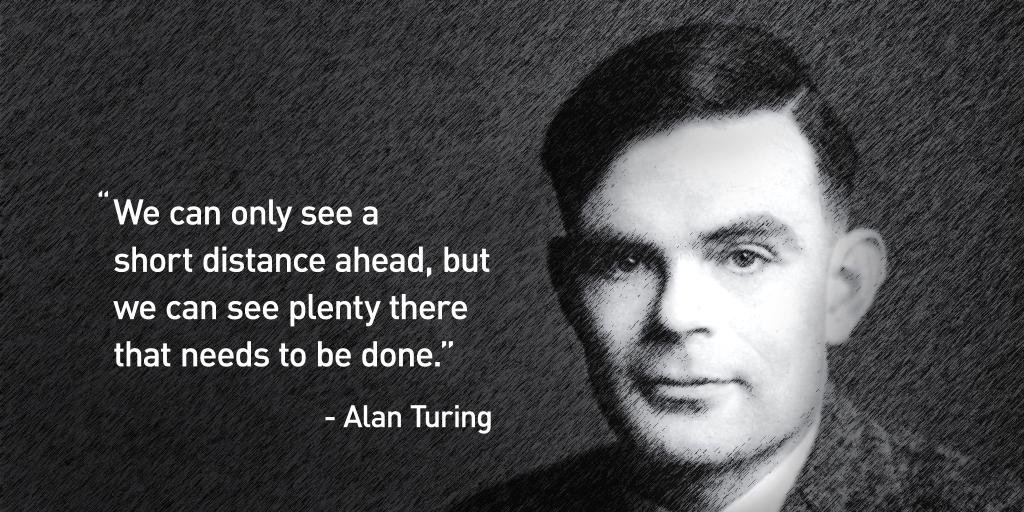 “We can only see a
short distance ahead, but
we can see plenty there
that needs to be done.”
- Alan Turing